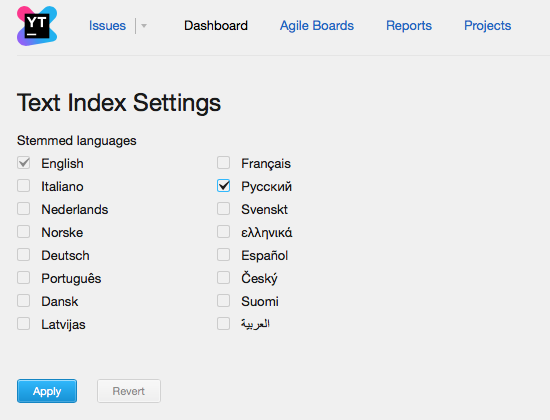 YT
Issues Dashboard Agile Boards Reports Projects
Text Index Settings
Stemmed languages
English Français
Italiano Русский
Nederlands Svenskt
Norske ελληνικά
Deutsch Español
Português Český
Dansk Suomi
Latvijas العربية
Apply Revert